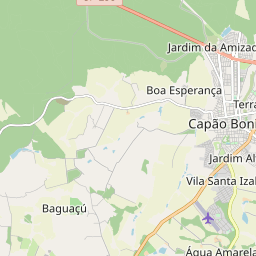 Jardim da Amizad
Boa Esperança
Terra
Capão Boni
Jardim Al
Vila Santa Izab
Baguaçú
Água Amarela